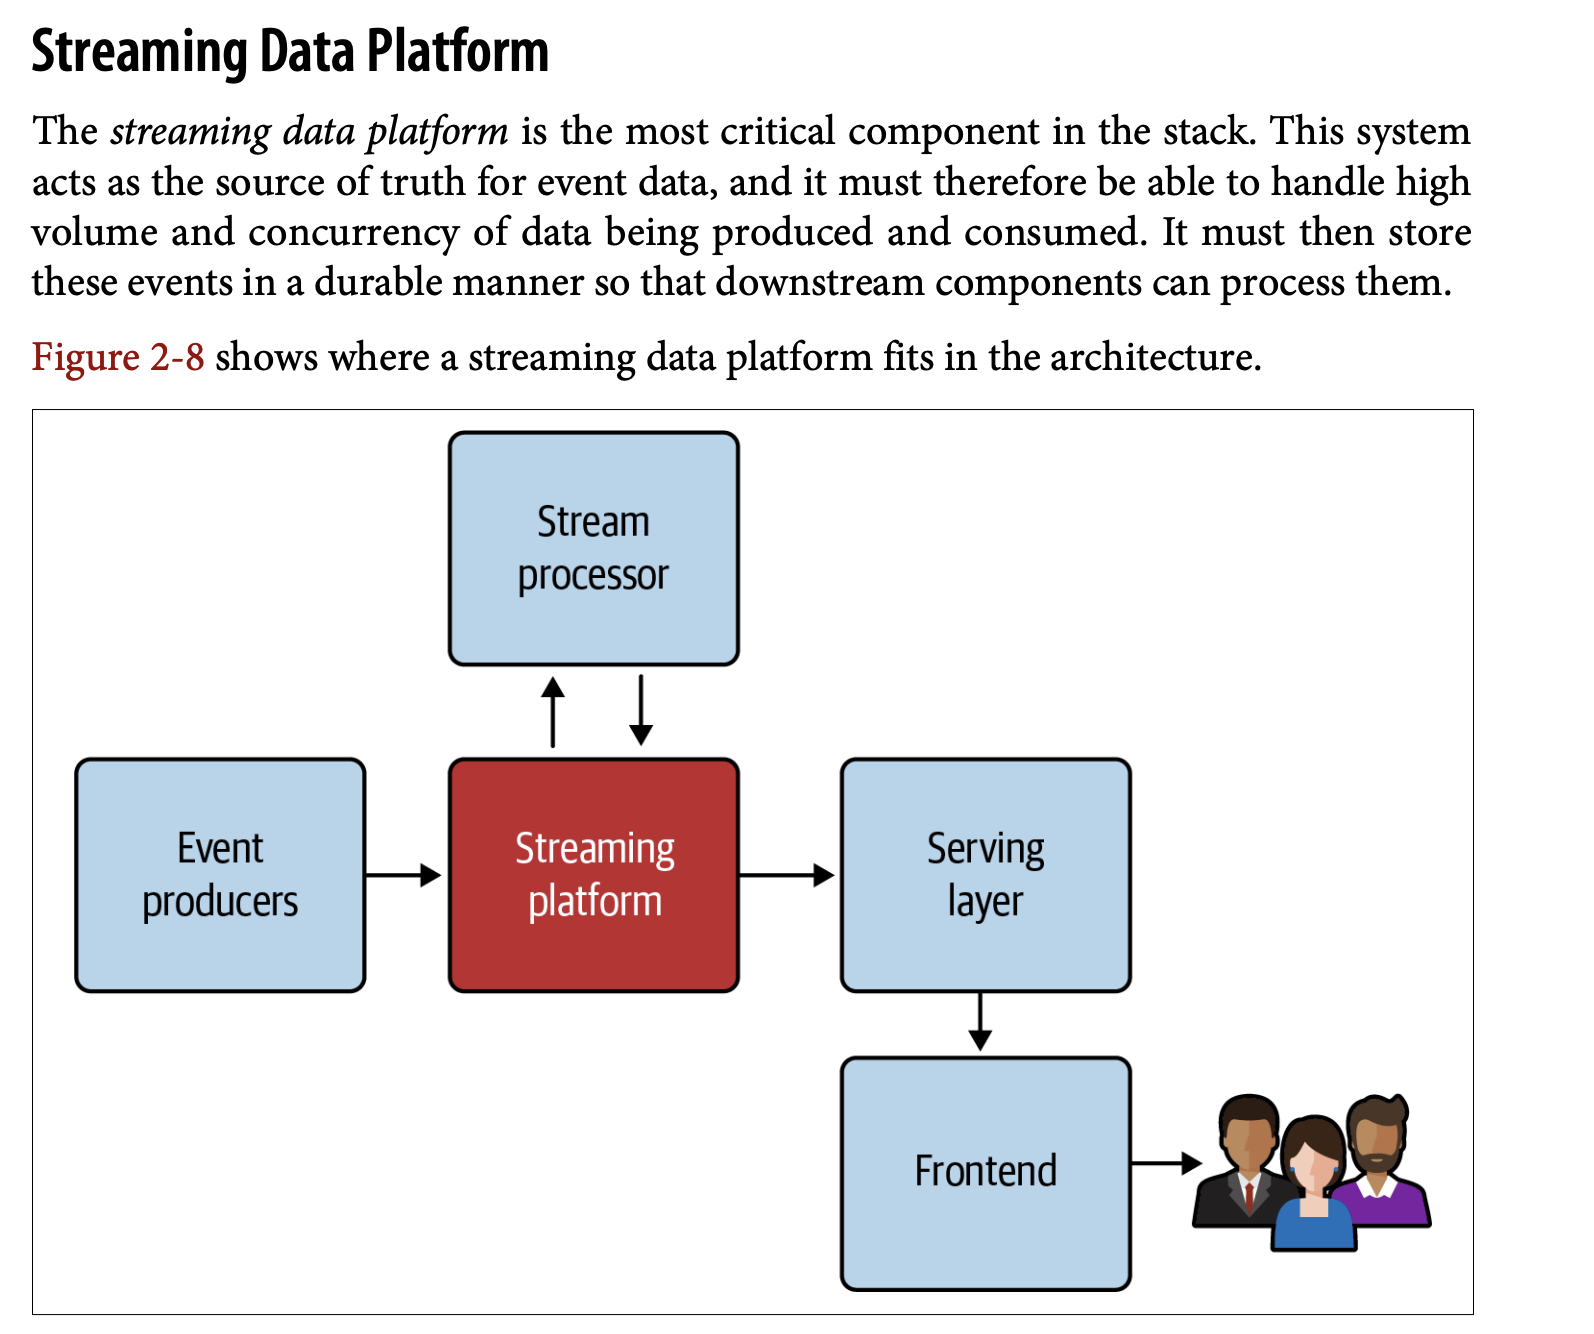 Streaming Data Platform
The streaming data platform is the most critical component in the stack. This system
acts as the source of truth for event data, and it must therefore be able to handle high
volume and concurrency of data being produced and consumed. It must then store
these events in a durable manner so that downstream components can process them.
Figure 2-8 shows where a streaming data platform fits in the architecture.
Stream
processor
Event
producers
Streaming
platform
Serving
layer
Frontend